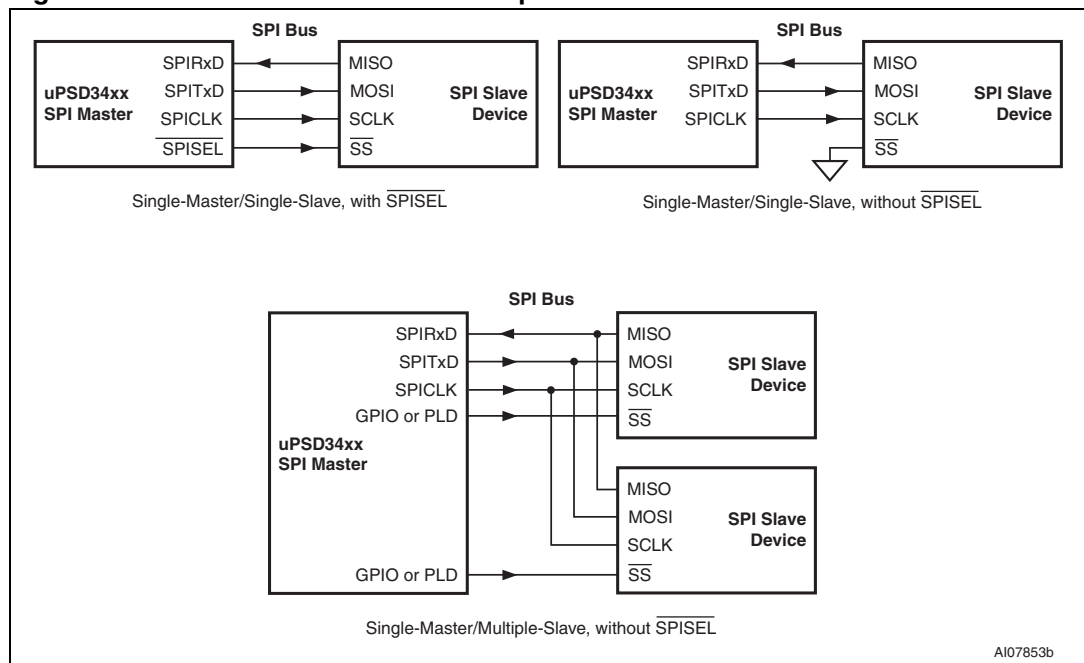 SPI Bus
uPSD34xx
SPI Master
SPIRxD
SPITxD
SPICLK
SPISEL
MISO
MOSI
SCLK
SS
SPI Slave
Device
Single-Master/Single-Slave, with SPISEL
SPI Bus
uPSD34xx
SPI Master
SPIRxD
SPITxD
SPICLK
MISO
MOSI
SCLK
SS
SPI Slave
Device
Single-Master/Single-Slave, without SPISEL
SPI Bus
SPIRxD
SPITxD
SPICLK
GPIO or PLD
uPSD34xx
SPI Master
GPIO or PLD
MISO
MOSI
SCLK
SS
SPI Slave
Device
MISO
MOSI
SCLK
SS
SPI Slave
Device
Single-Master/Multiple-Slave, without SPISEL
AI07853b